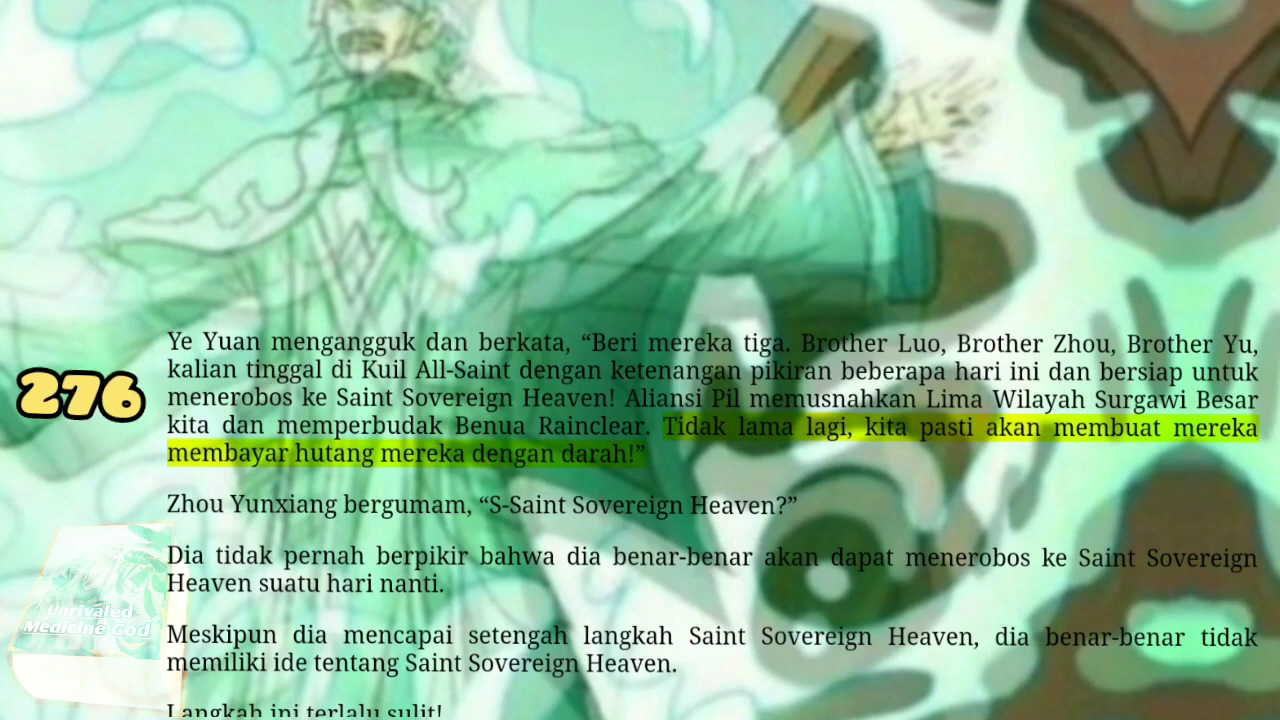 Ye Yuan mengangguk dan berkata, “Beri mereka tiga. Brother Luo, Brother Zhou, Brother Yu,
kalian tinggal di Kuil All-Saint dengan ketenangan pikiran beberapa hari ini dan bersiap untuk
menerobos ke Saint Sovereign Heaven! Aliansi Pil memusnahkan Lima Wilayah Surgawi Besar
kita dan memperbudak Benua Rainclear. Tidak lama lagi, kita pasti akan membuat mereka
membayar hutang mereka dengan darah!”
276
Zhou Yunxiang bergumam, “S-Saint Sovereign Heaven?”
Dia tidak pernah berpikir bahwa dia benar-benar akan dapat menerobos ke Saint Sovereign
Heaven suatu hari nanti.
Meskipun dia mencapai setengah langkah Saint Sovereign Heaven, dia benar-benar tidak
memiliki ide tentang Saint Sovereign Heaven.
Langkah ini terlalu sulit!
Unrivaled
Medicine God